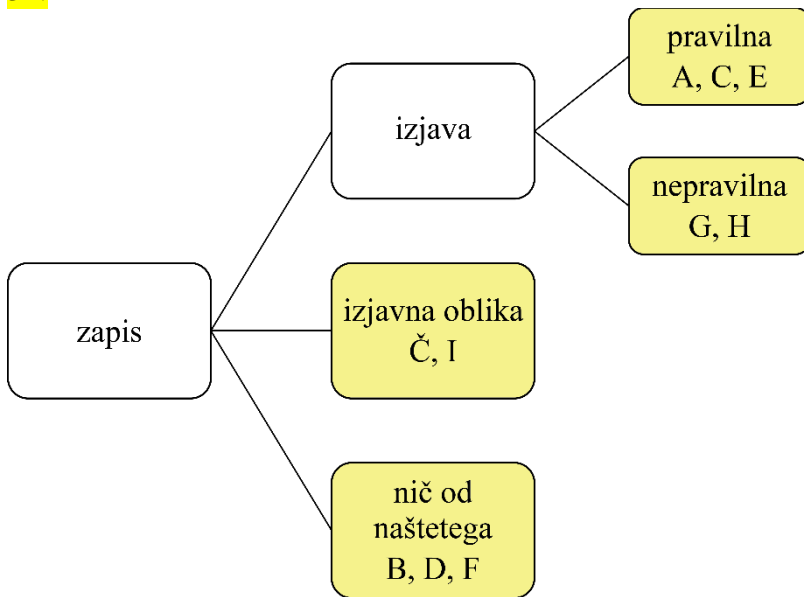 zapis
izjava
pravilna
A, C, E
nepravilna
G, H
izjavna oblika
Č, I
nič od
naštetega
B, D, F